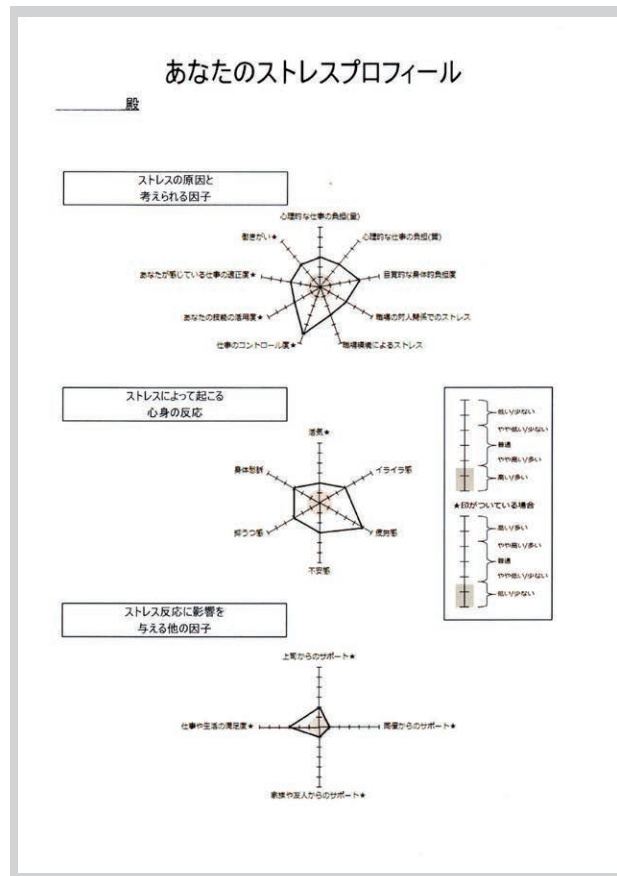 あなたのストレスプロフィール
殿
ストレスの原因と
考えられる因子
心理的な仕事の負担(量)
働きがい★
心理的な仕事の負担(質)
あなたが感じている仕事の適正度★
自覚的な身体的負担度
あなたの技能の活用度★
職場の対人関係でのストレス
仕事のコントロール度★
職場環境によるストレス
ストレスによって起こる
心身の反応
活気★
身体愁訴
イライラ感
抑うつ感
疲労感
不安感
低い/少ない
やや低い/少ない
普通
やや高い/多い
高い/多い
★印がついている場合
高い/多い
やや高い/多い
普通
やや低い/少ない
低い/少ない
ストレス反応に影響を
与える他の因子
上司からのサポート★
仕事や生活の満足度★
同僚からのサポート★
家族や友人からのサポート★